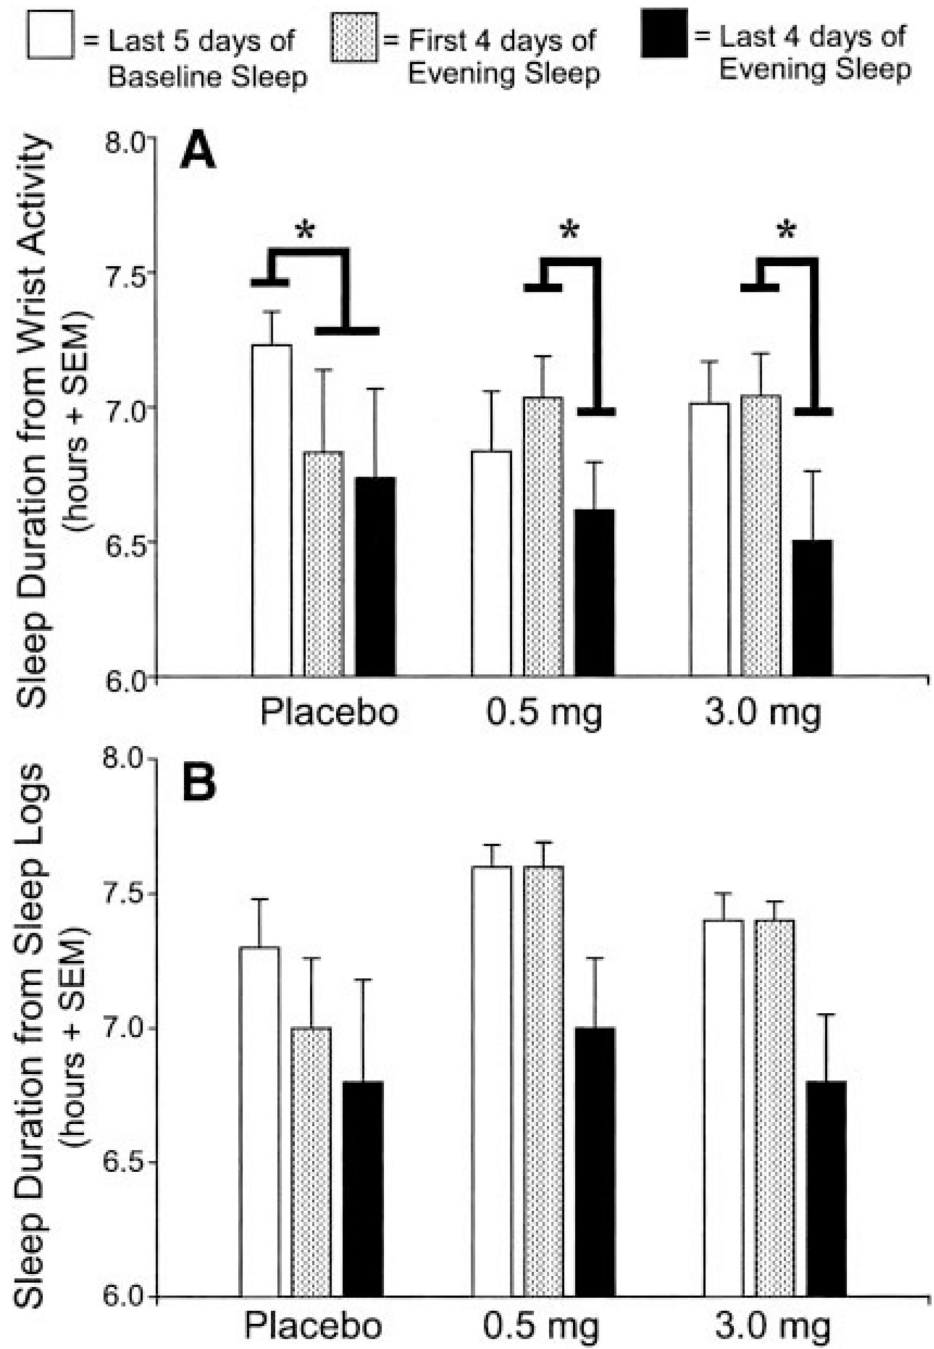 = Last 5 days of
Baseline Sleep
= First 4 days of
Evening Sleep
= Last 4 days of
Evening Sleep
A
Sleep Duration from Wrist Activity
(hours + SEM)
8.0
7.5
7.0
6.5
6.0
*
*
*
Placebo
0.5 mg
3.0 mg
B
Sleep Duration from Sleep Logs
(hours + SEM)
8.0
7.5
7.0
6.5
6.0
Placebo
0.5 mg
3.0 mg